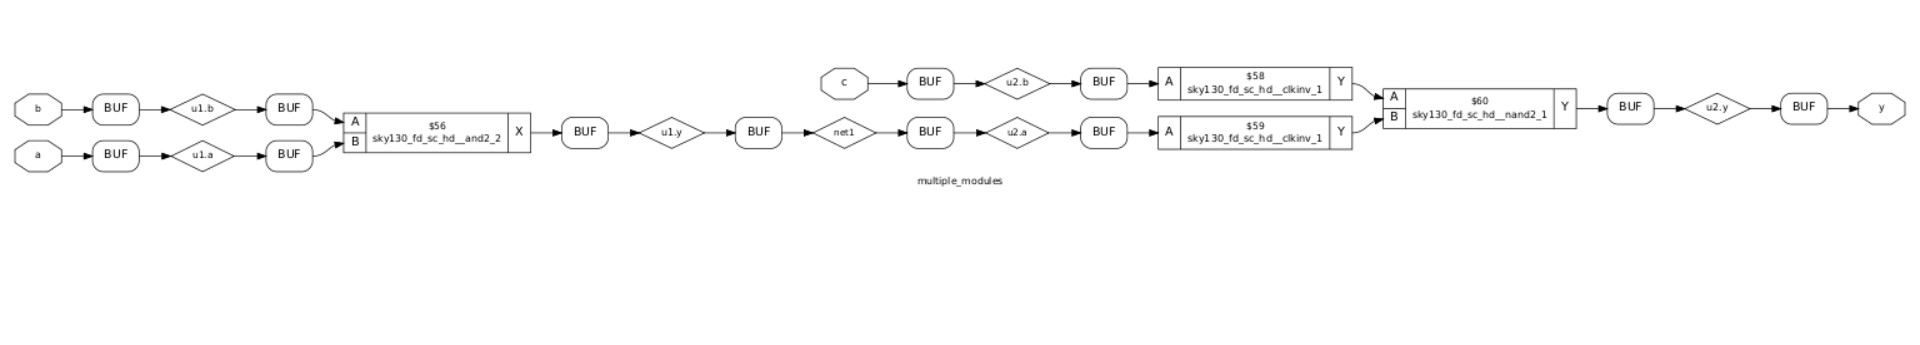 c
BUF
u2.b
BUF
A
$58
sky130_fd_sc_hd__clkinv_1
Y
b
BUF
u1.b
BUF
A
B
$56
sky130_fd_sc_hd__and2_2
X
BUF
u1.y
BUF
net1
BUF
u2.a
BUF
A
$59
sky130_fd_sc_hd__clkinv_1
Y
A
B
$60
sky130_fd_sc_hd__nand2_1
Y
BUF
u2.y
BUF
y
a
BUF
u1.a
BUF
multiple_modules